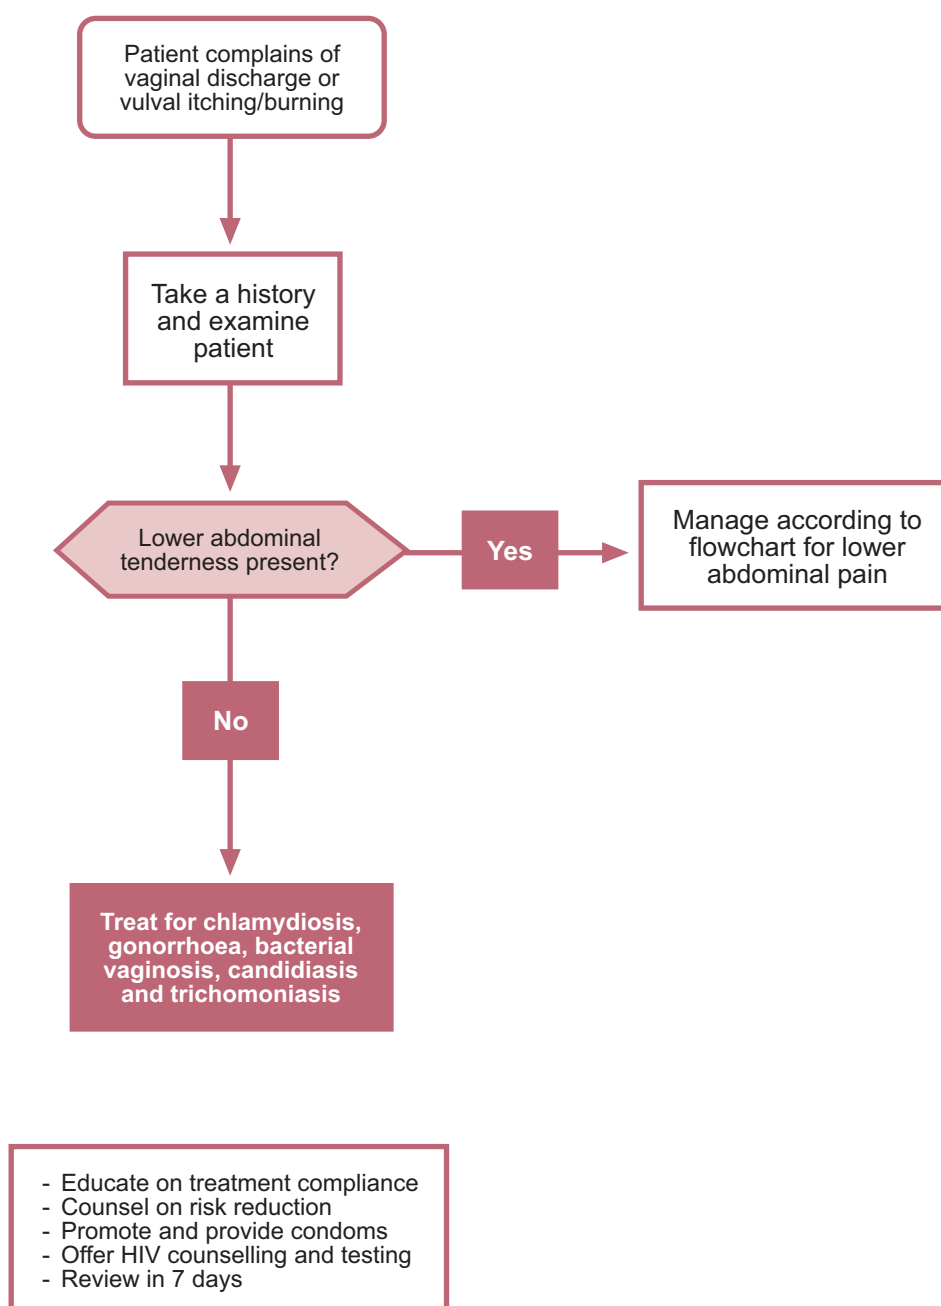 Patient complains of
vaginal discharge or
vulval itching/burning
Take a history
and examine
patient
Lower abdominal
tenderness present?
Yes
Manage according to
flowchart for lower
abdominal pain
No
Treat for chlamydiosis,
gonorrhoea, bacterial
vaginosis, candidiasis
and trichomoniasis
- Educate on treatment compliance
- Counsel on risk reduction
- Promote and provide condoms
- Offer HIV counselling and testing
- Review in 7 days